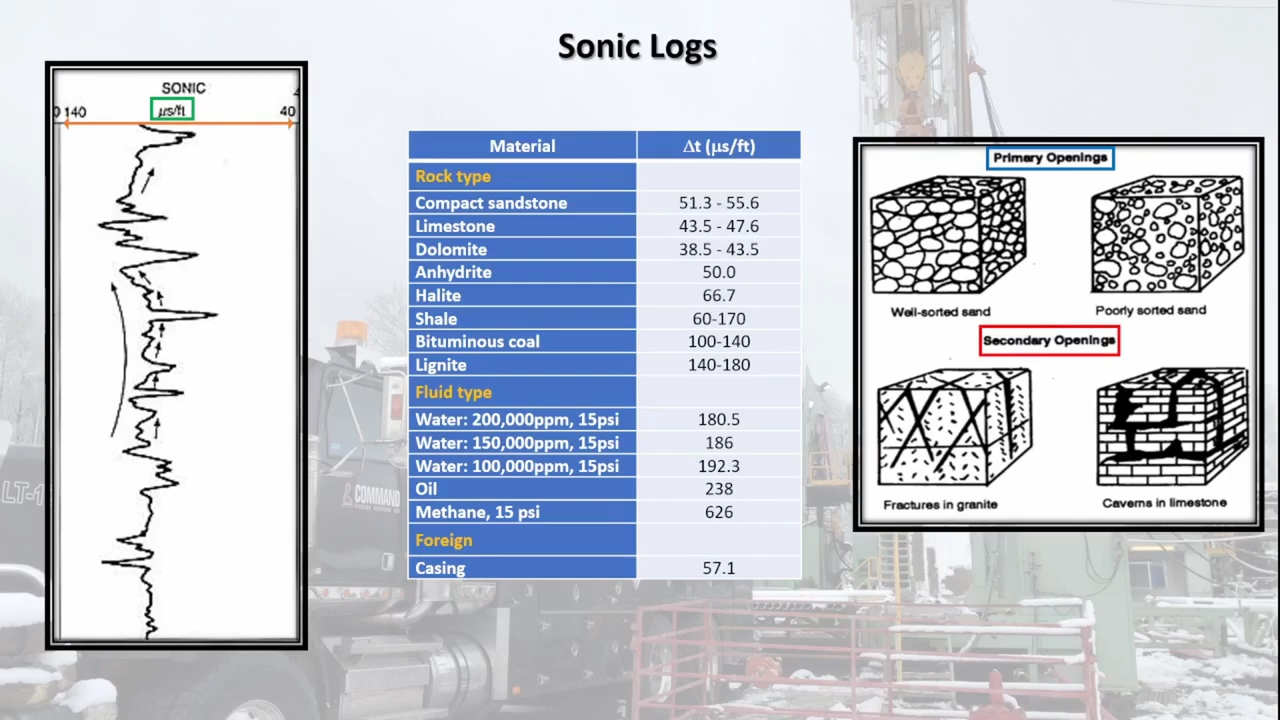 Sonic Logs
SONIC
0 140 µs/ft 40
Material Δt (µs/ft)
Rock type
Compact sandstone 51.3 - 55.6
Limestone 43.5 - 47.6
Dolomite 38.5 - 43.5
Anhydrite 50.0
Halite 66.7
Shale 60-170
Bituminous coal 100-140
Lignite 140-180
Fluid type
Water: 200,000ppm, 15psi 180.5
Water: 150,000ppm, 15psi 186
Water: 100,000ppm, 15psi 192.3
Oil 238
Methane, 15 psi 626
Foreign
Casing 57.1
Primary Openings
Well-sorted sand Poorly sorted sand
Secondary Openings
Fractures in granite Caverns in limestone
COMMAND